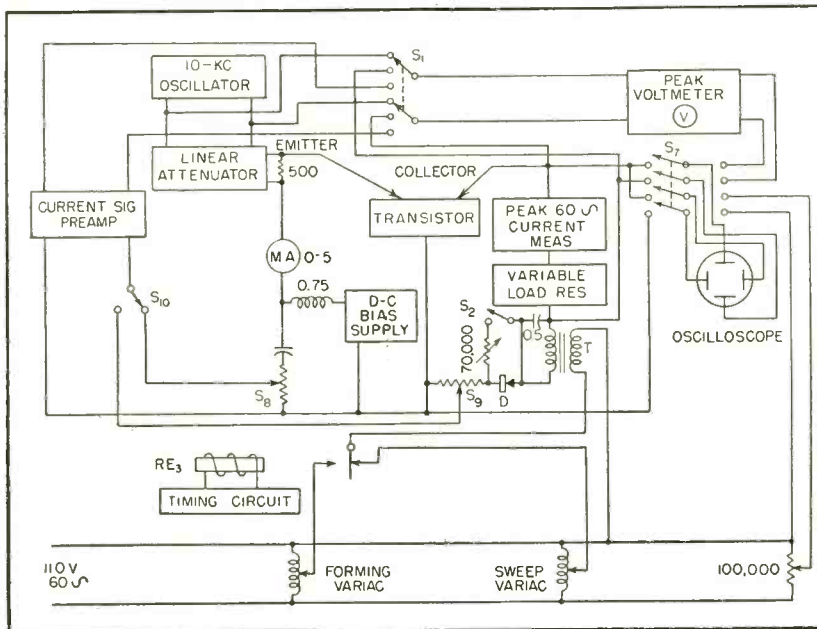 10-KC
OSCILLATOR
S1
PEAK
VOLTMETER
V
EMITTER
COLLECTOR
S7
LINEAR
ATTENUATOR
500
CURRENT SIG
PREAMP
TRANSISTOR
PEAK 60 ∿
CURRENT
MEAS
MA 0-5
VARIABLE
LOAD RES
S10
0.75
D-C
BIAS
SUPPLY
S2
0.5
T
OSCILLOSCOPE
70,000
S8
S9
D
RE3
TIMING CIRCUIT
110V
60 ∿
FORMING
VARIAC
SWEEP
VARIAC
100,000